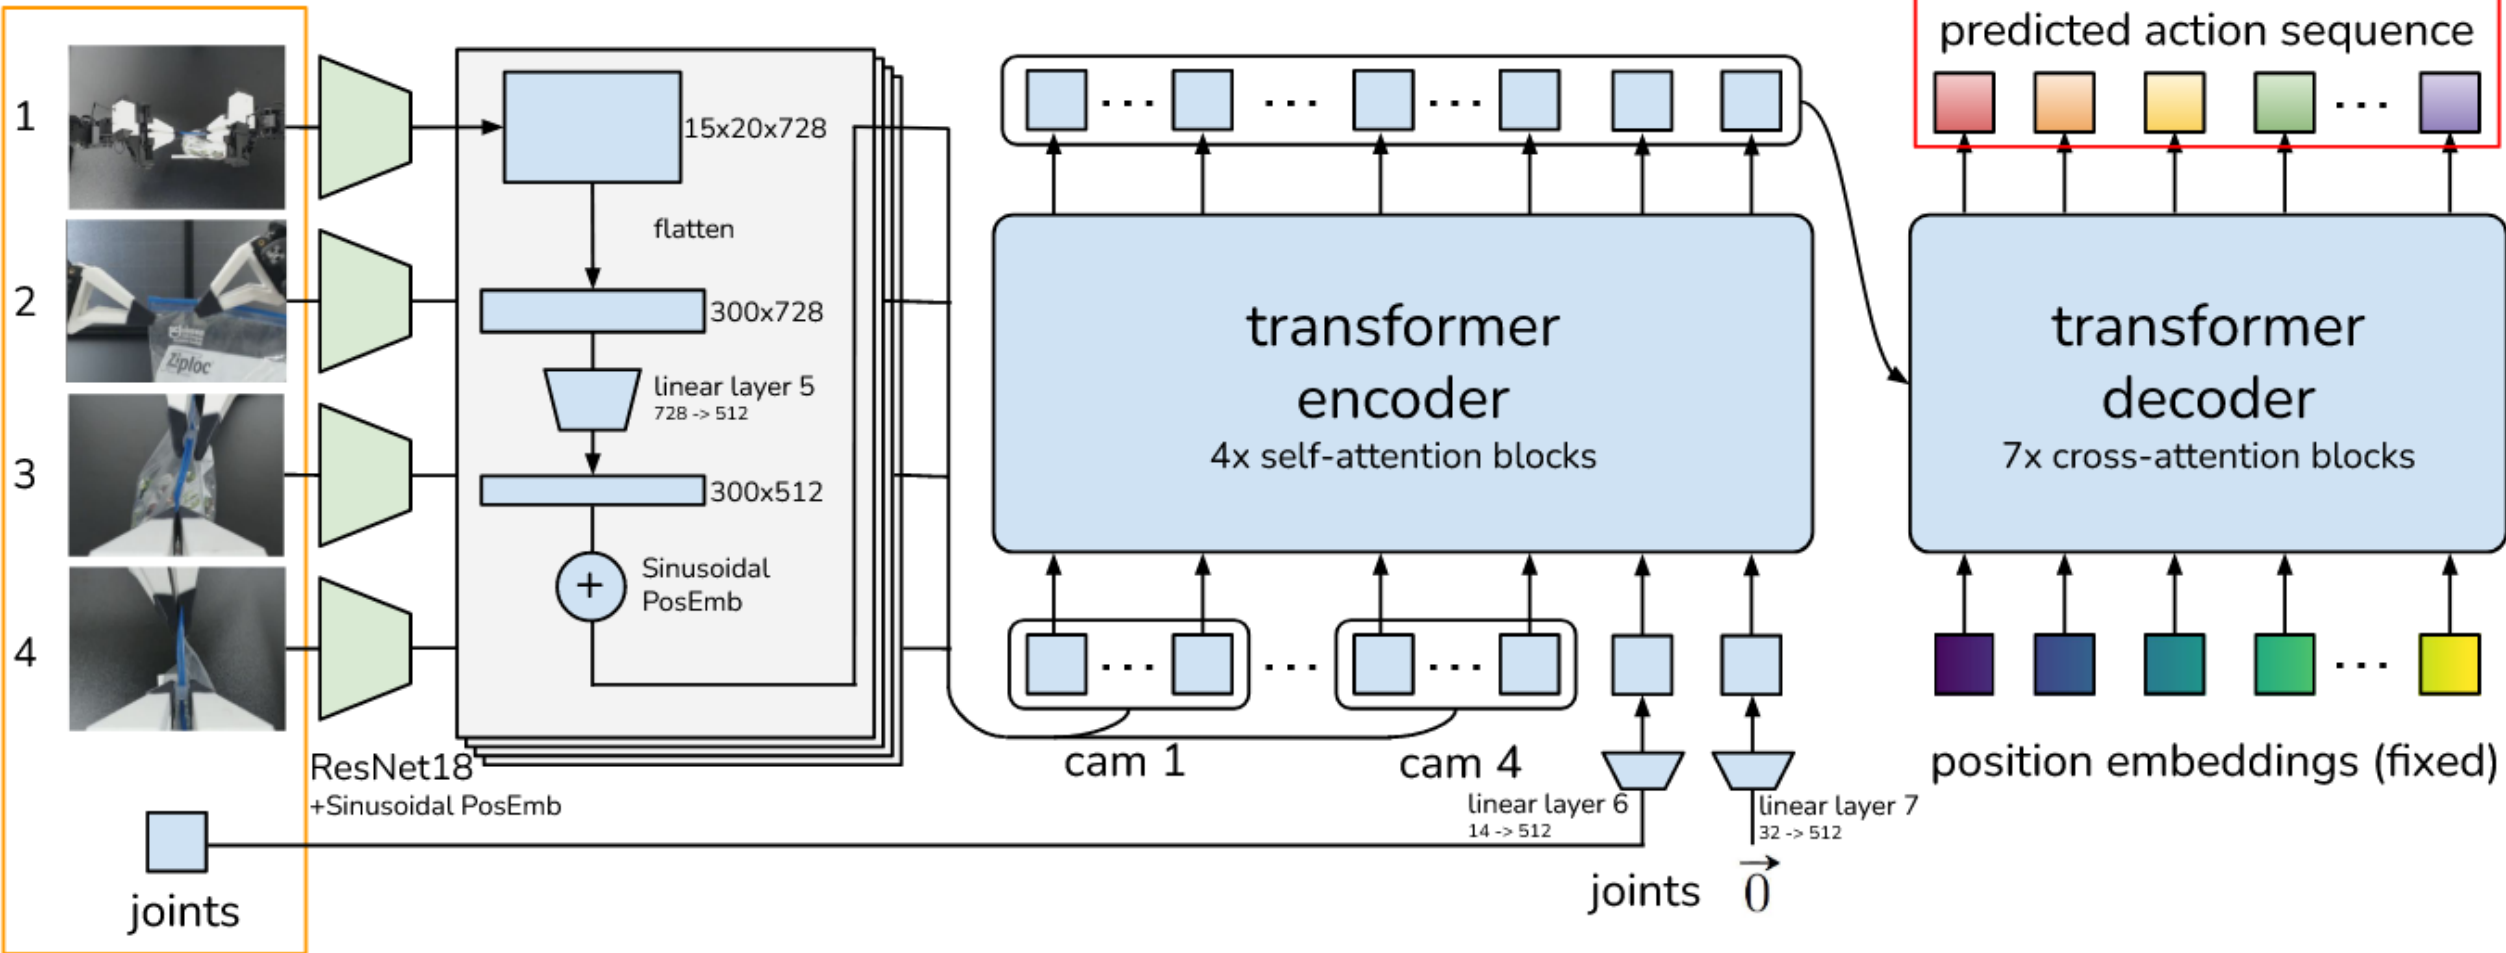 1
2
3
4
Ziploc
joints
ResNet18
+Sinusoidal PosEmb
15x20x728
flatten
300x728
linear layer 5
728 -> 512
300x512
+
Sinusoidal
PosEmb
transformer
encoder
4x self-attention blocks
cam 1
cam 4
linear layer 6
14 -> 512
joints
linear layer 7
32 -> 512
0
predicted action sequence
transformer
decoder
7x cross-attention blocks
position embeddings (fixed)